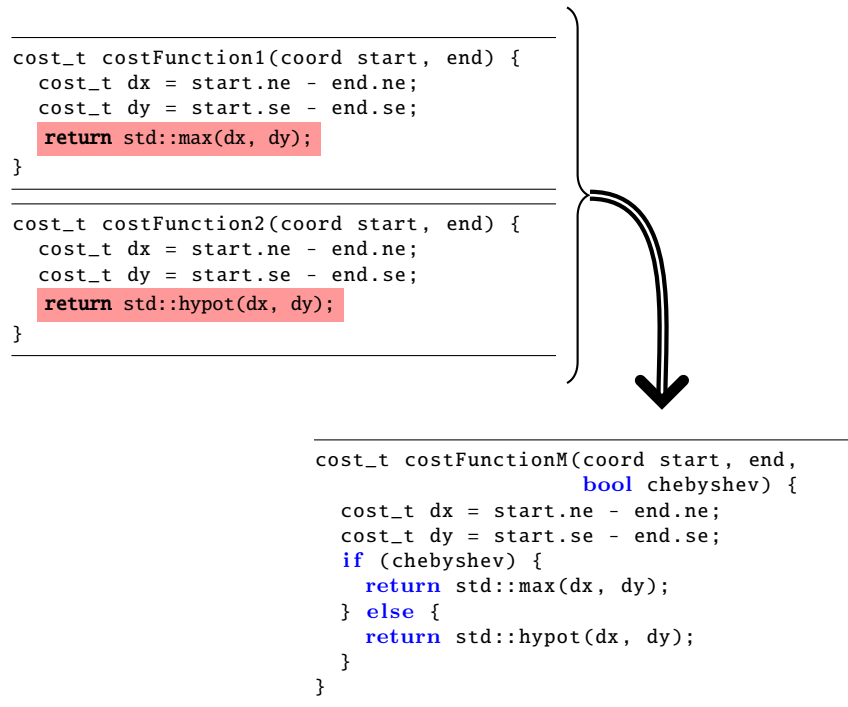 cost_t costFunction1(coord start, end) {
  cost_t dx = start.ne - end.ne;
  cost_t dy = start.se - end.se;
  return std::max(dx, dy);
}
cost_t costFunction2(coord start, end) {
  cost_t dx = start.ne - end.ne;
  cost_t dy = start.se - end.se;
  return std::hypot(dx, dy);
}
cost_t costFunctionM(coord start, end,
                     bool chebyshev) {
  cost_t dx = start.ne - end.ne;
  cost_t dy = start.se - end.se;
  if (chebyshev) {
    return std::max(dx, dy);
  } else {
    return std::hypot(dx, dy);
  }
}